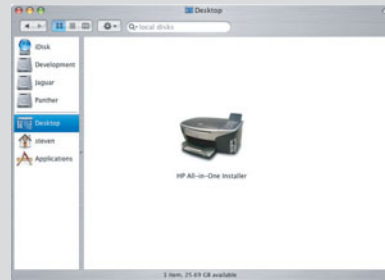 Desktop
local disks
iDisk
Development
Jaguar
Panther
Desktop
steven
Applications
HP All-in-One Installer
1 item, 25.69 GB available